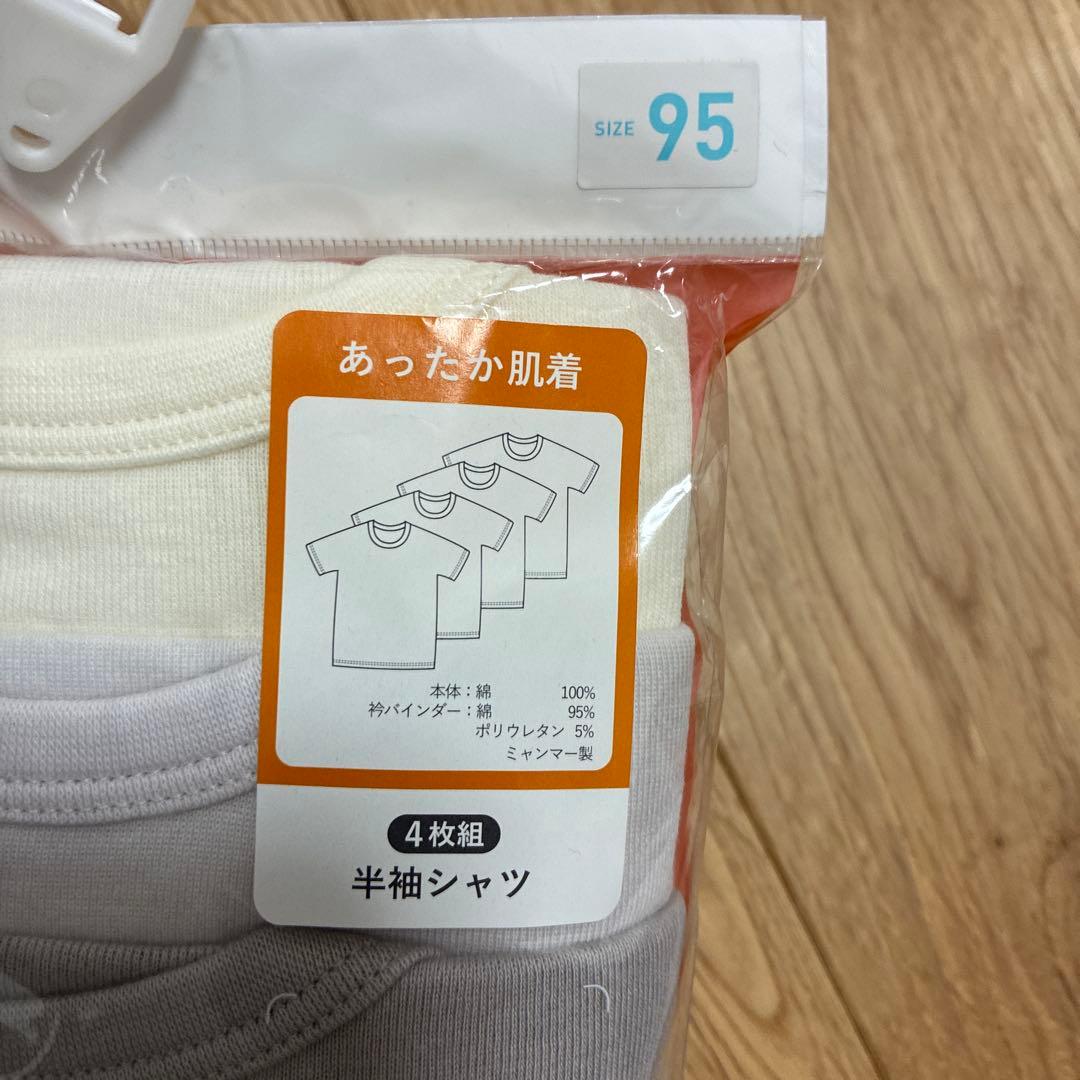 SIZE 95
あったか肌着
本体:綿 100%
衿バインダー:綿 95%
ポリウレタン 5%
ミャンマー製
4枚組
半袖シャツ